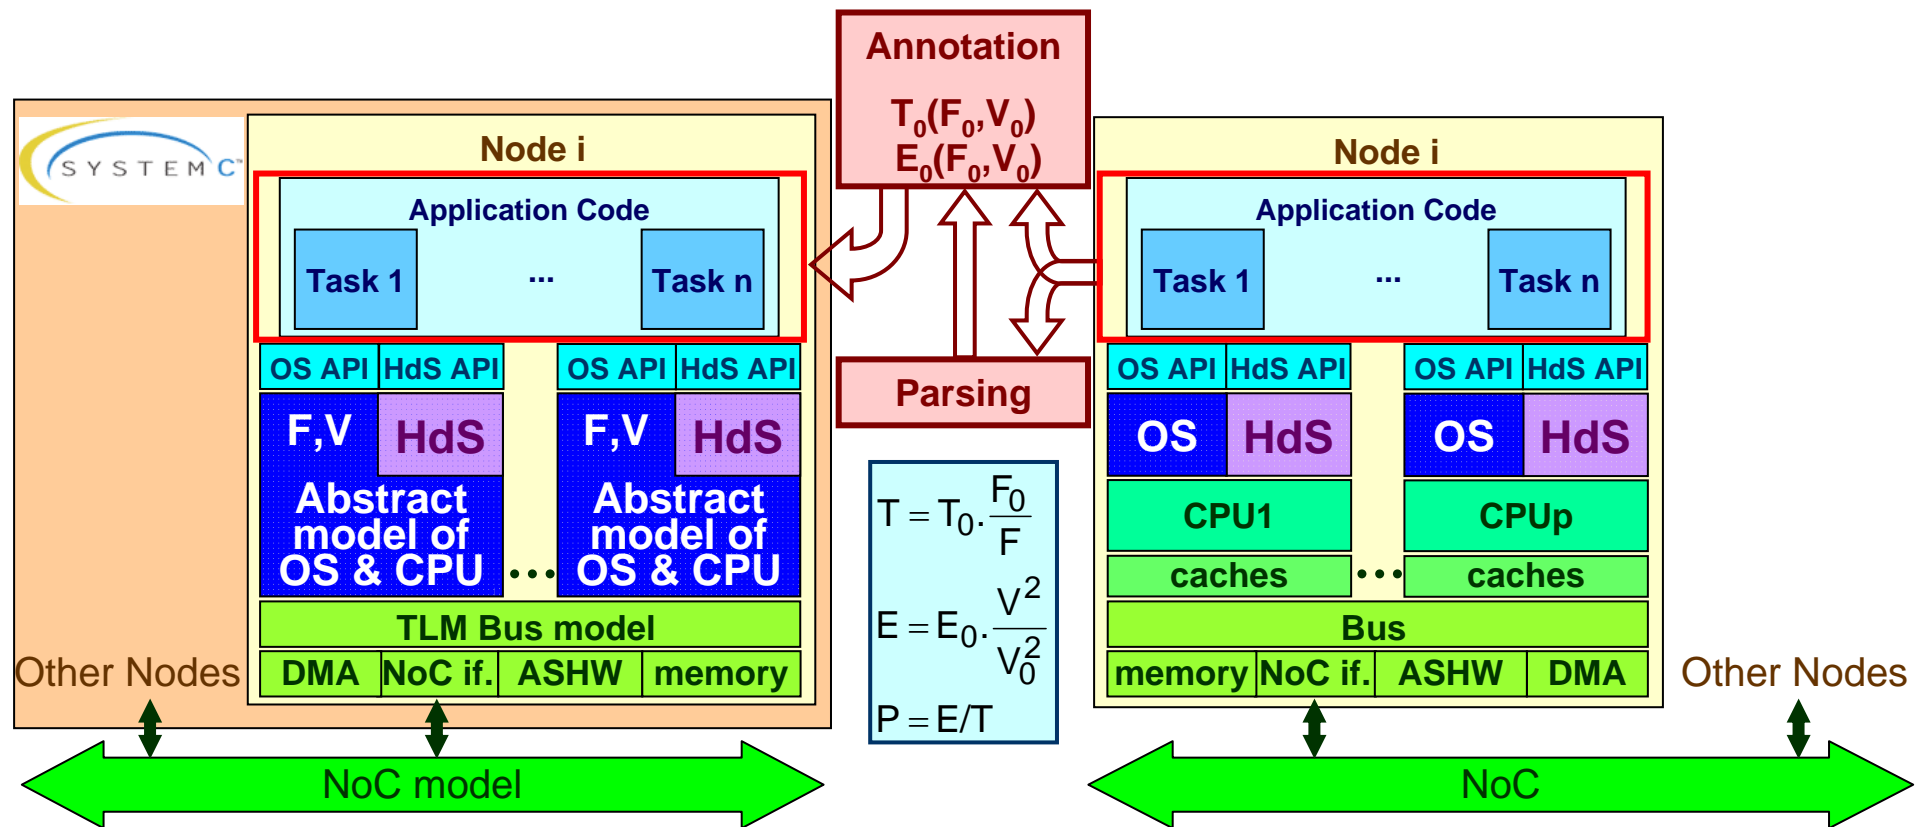 Annotation
T0(F0,V0)
E0(F0,V0)
SYSTEM C™
Node i
Application Code
Task 1 ... Task n
OS API HdS API OS API HdS API
F,V HdS F,V HdS
Abstract model of OS & CPU
... Abstract model of OS & CPU
TLM Bus model
DMA NoC if. ASHW memory
Other Nodes
NoC model
Parsing
T = T0. F0/F
E = E0. V²/V0²
P = E/T
Node i
Application Code
Task 1 ... Task n
OS API HdS API OS API HdS API
OS HdS OS HdS
CPU1 CPUp
caches ... caches
Bus
memory NoC if. ASHW DMA
Other Nodes
NoC